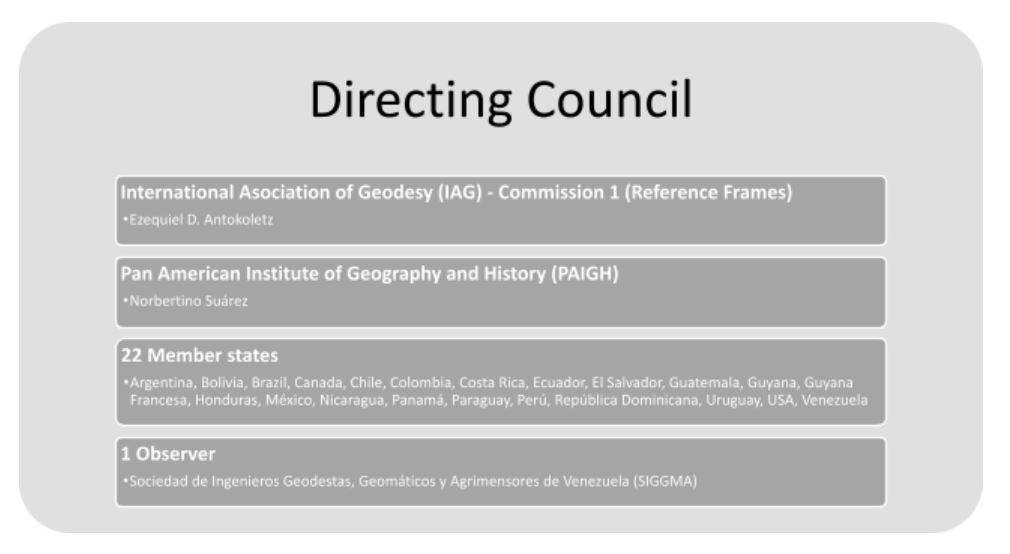 Directing Council
International Asociation of Geodesy (IAG) - Commission 1 (Reference Frames)
•Ezequiel D. Antokoletz
Pan American Institute of Geography and History (PAIGH)
•Norbertino Suárez
22 Member states
•Argentina, Bolivia, Brazil, Canada, Chile, Colombia, Costa Rica, Ecuador, El Salvador, Guatemala, Guyana, Guyana
Francesa, Honduras, México, Nicaragua, Panamá, Paraguay, Perú, República Dominicana, Uruguay, USA, Venezuela
1 Observer
•Sociedad de Ingenieros Geodestas, Geomáticos y Agrimensores de Venezuela (SIGGMA)